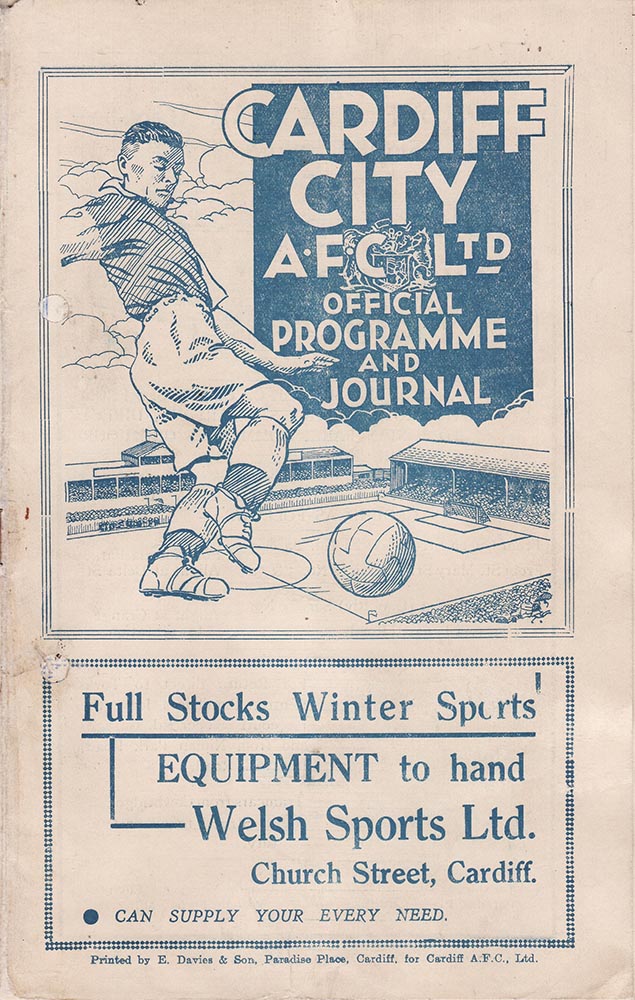 CARDIFF
CITY
A·F·C. LTD
OFFICIAL
PROGRAMME
AND
JOURNAL
Full Stocks Winter Sports
EQUIPMENT to hand
Welsh Sports Ltd.
Church Street, Cardiff.
● CAN SUPPLY YOUR EVERY NEED.
Printed by E. Davies & Son, Paradise Place, Cardiff, for Cardiff A.F.C., Ltd.